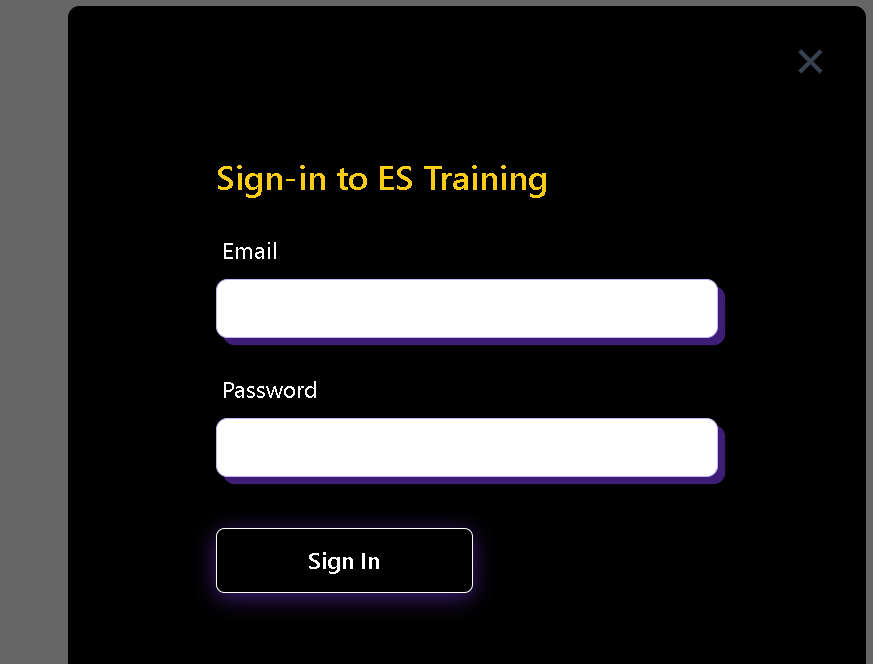 Sign-in to ES Training
Email
Password
Sign In